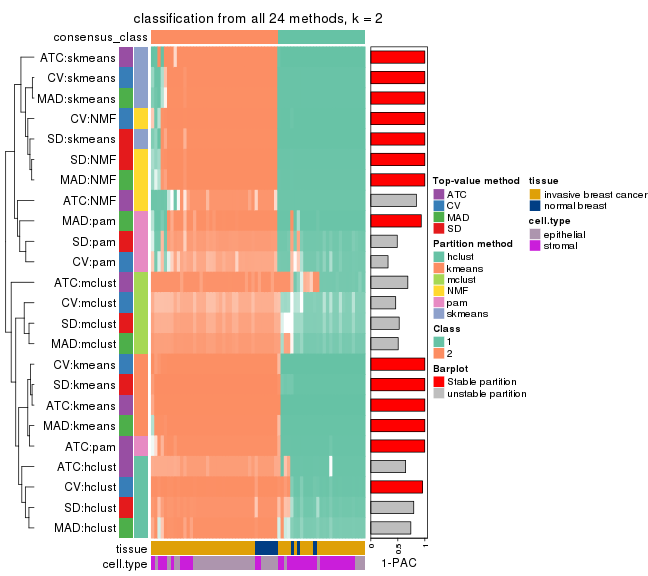 classification from all 24 methods, k = 2
consensus_class
ATC:skmeans
CV:skmeans
MAD:skmeans
CV:NMF
SD:skmeans
SD:NMF
MAD:NMF
ATC:NMF
MAD:pam
SD:pam
CV:pam
ATC:mclust
CV:mclust
SD:mclust
MAD:mclust
CV:kmeans
SD:kmeans
ATC:kmeans
MAD:kmeans
ATC:pam
ATC:hclust
CV:hclust
SD:hclust
MAD:hclust
tissue
cell.type
0 0.5 1
1-PAC
Top-value method
ATC
CV
MAD
SD
Partition method
hclust
kmeans
mclust
NMF
pam
skmeans
Class
1
2
Barplot
Stable partition
unstable partition
tissue
invasive breast cancer
normal breast
cell.type
epithelial
stromal